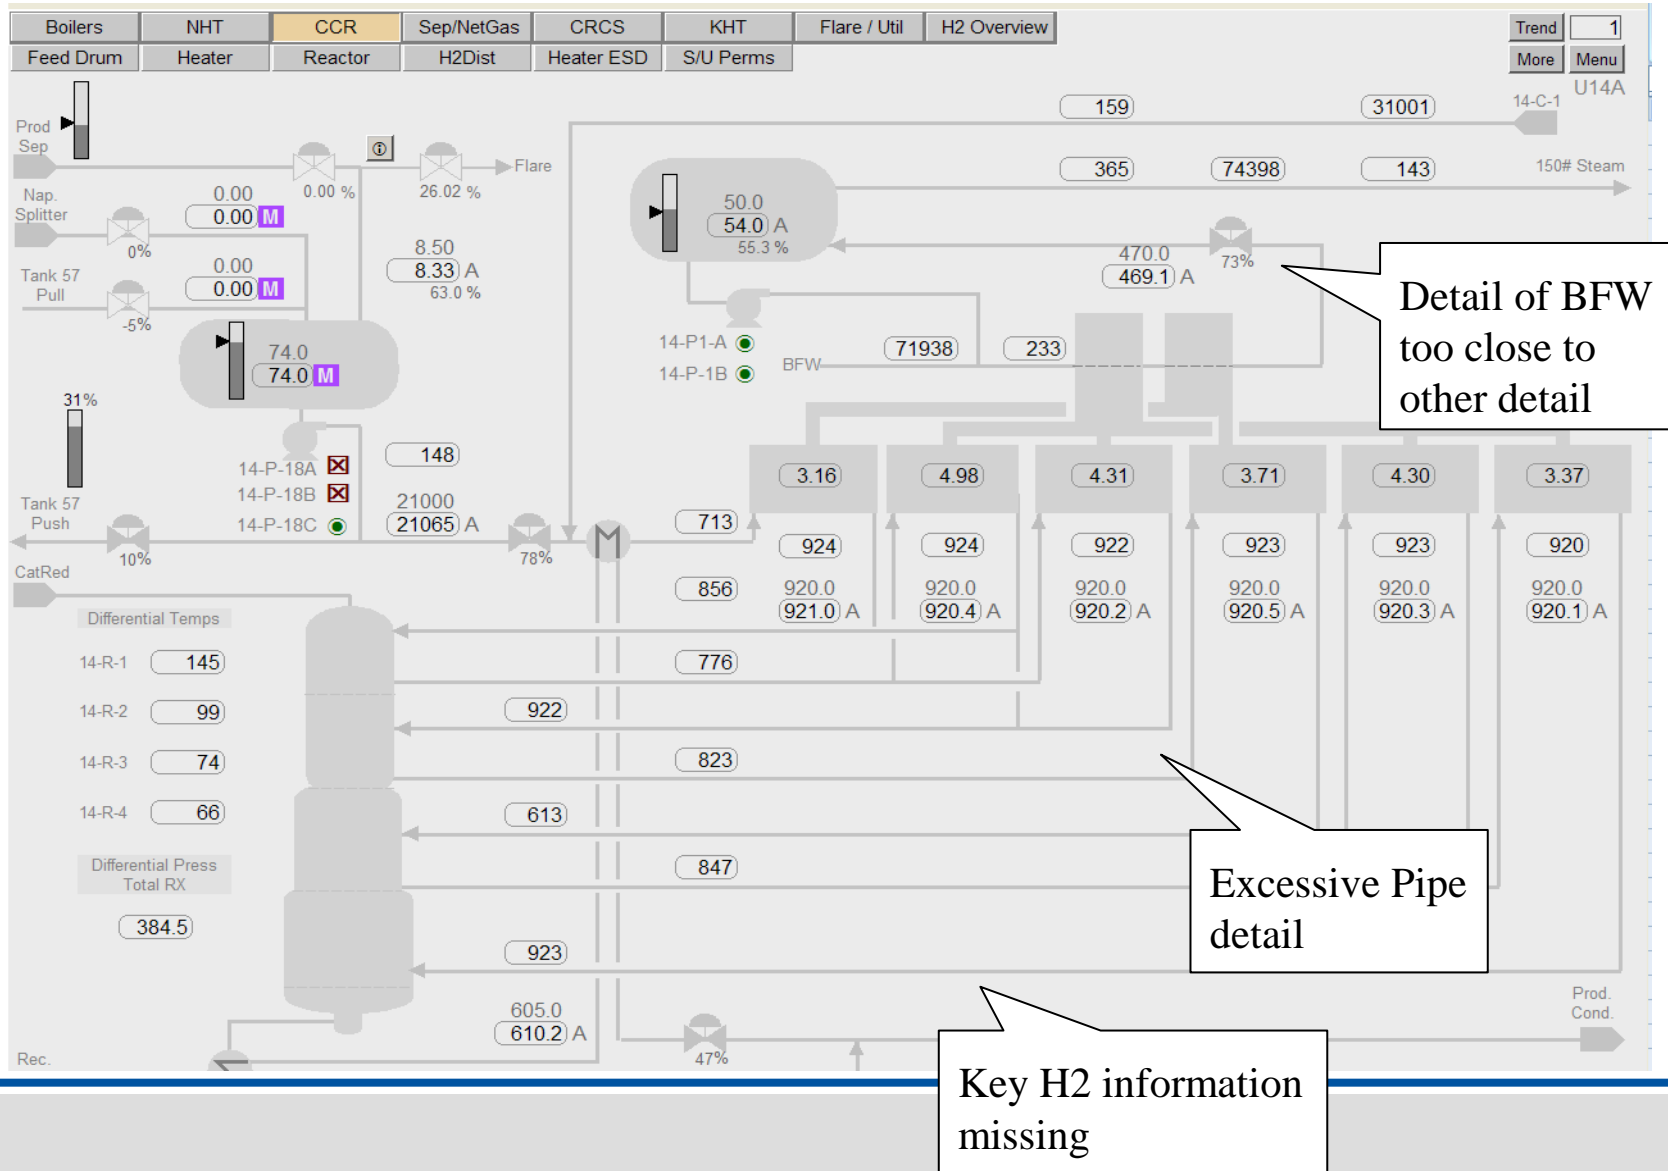 Boilers NHT CCR Sep/NetGas CRCS KHT Flare / Util H2 Overview Trend 1
Feed Drum Heater Reactor H2Dist Heater ESD S/U Perms More Menu
U14A
14-C-1
159 31001
Prod
Sep
Flare
0.00 % 26.02 %
365 74398 143 150# Steam
Nap.
Splitter
0.00
0.00 M
0%
50.0
54.0 A
55.3 %
8.50
8.33 A
63.0 %
470.0
469.1 A
73%
Tank 57
Pull
0.00
0.00 M
-5%
Detail of BFW
too close to
other detail
14-P1-A
14-P-1B
BFW
71938 233
74.0
74.0 M
31%
14-P-18A
14-P-18B
14-P-18C
148
21000
21065 A
78%
Tank 57
Push
10%
3.16 4.98 4.31 3.71 4.30 3.37
713
924 924 922 923 923 920
856
920.0 920.0 920.0 920.0 920.0 920.0
921.0 A 920.4 A 920.2 A 920.5 A 920.3 A 920.1 A
CatRed
Differential Temps
14-R-1 145
776
14-R-2 99
922
14-R-3 74
823
14-R-4 66
613
Differential Press
Total RX
384.5
847
Excessive Pipe
detail
923
605.0
610.2 A
47%
Prod.
Cond.
Rec.
Key H2 information
missing